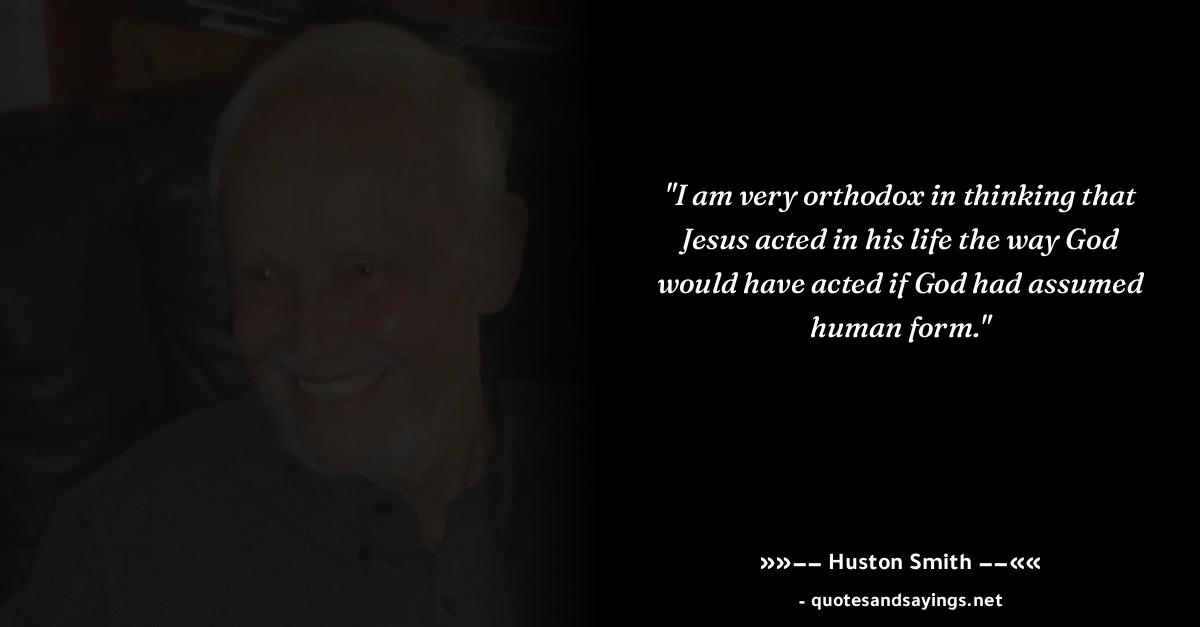 "I am very orthodox in thinking that
Jesus acted in his life the way God
would have acted if God had assumed
human form."
»»−− Huston Smith −−««
- quotesandsayings.net